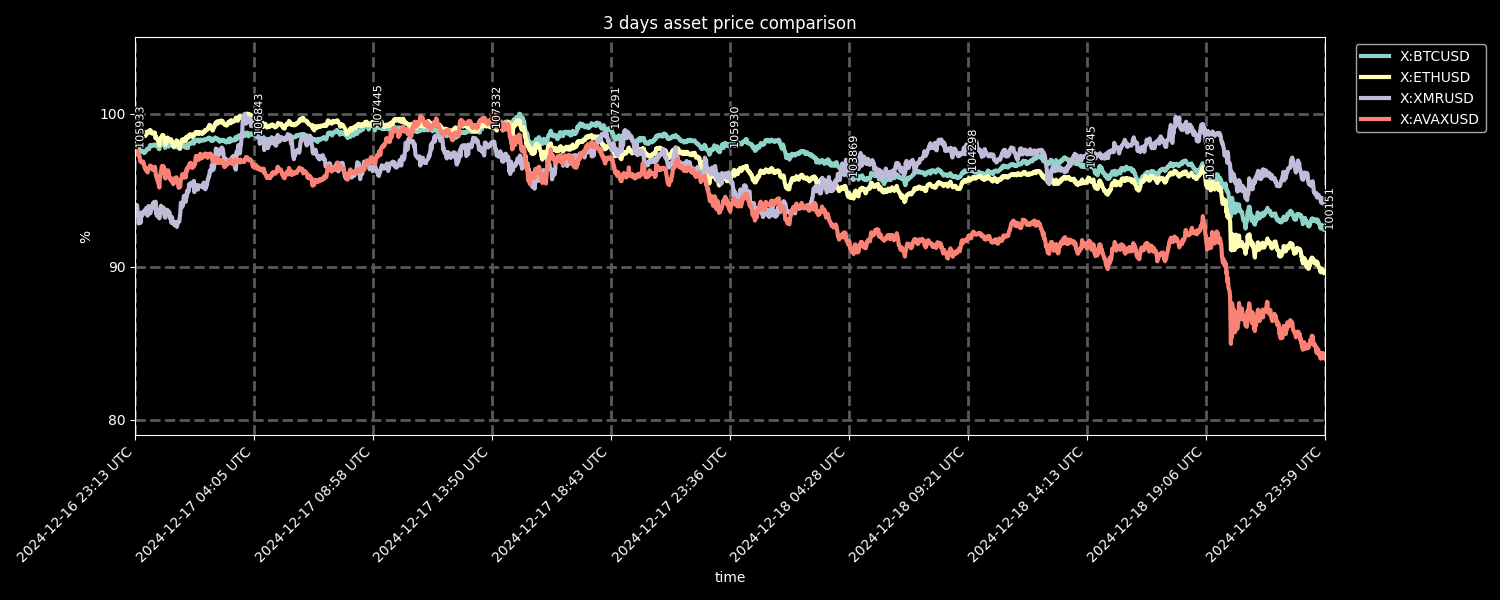 3 days asset price comparison
X:BTCUSD
X:ETHUSD
X:XMRUSD
X:AVAXUSD
100
90
80
%
105933
106843
107445
107332
107291
105930
103869
104298
104545
103783
100151
2024-12-16 23:13 UTC
2024-12-17 04:05 UTC
2024-12-17 08:58 UTC
2024-12-17 13:50 UTC
2024-12-17 18:43 UTC
2024-12-17 23:36 UTC
2024-12-18 04:28 UTC
2024-12-18 09:21 UTC
2024-12-18 14:13 UTC
2024-12-18 19:06 UTC
2024-12-18 23:59 UTC
time